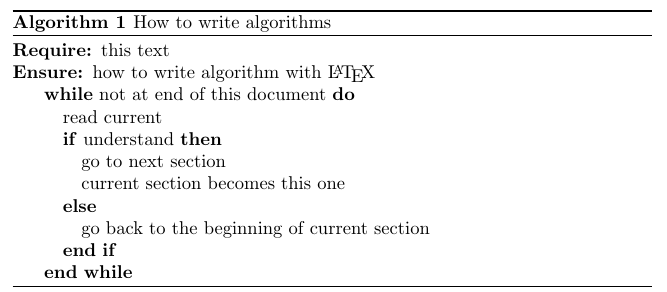 Algorithm 1 How to write algorithms
Require: this text
Ensure: how to write algorithm with LATEX
while not at end of this document do
read current
if understand then
go to next section
current section becomes this one
else
go back to the beginning of current section
end if
end while